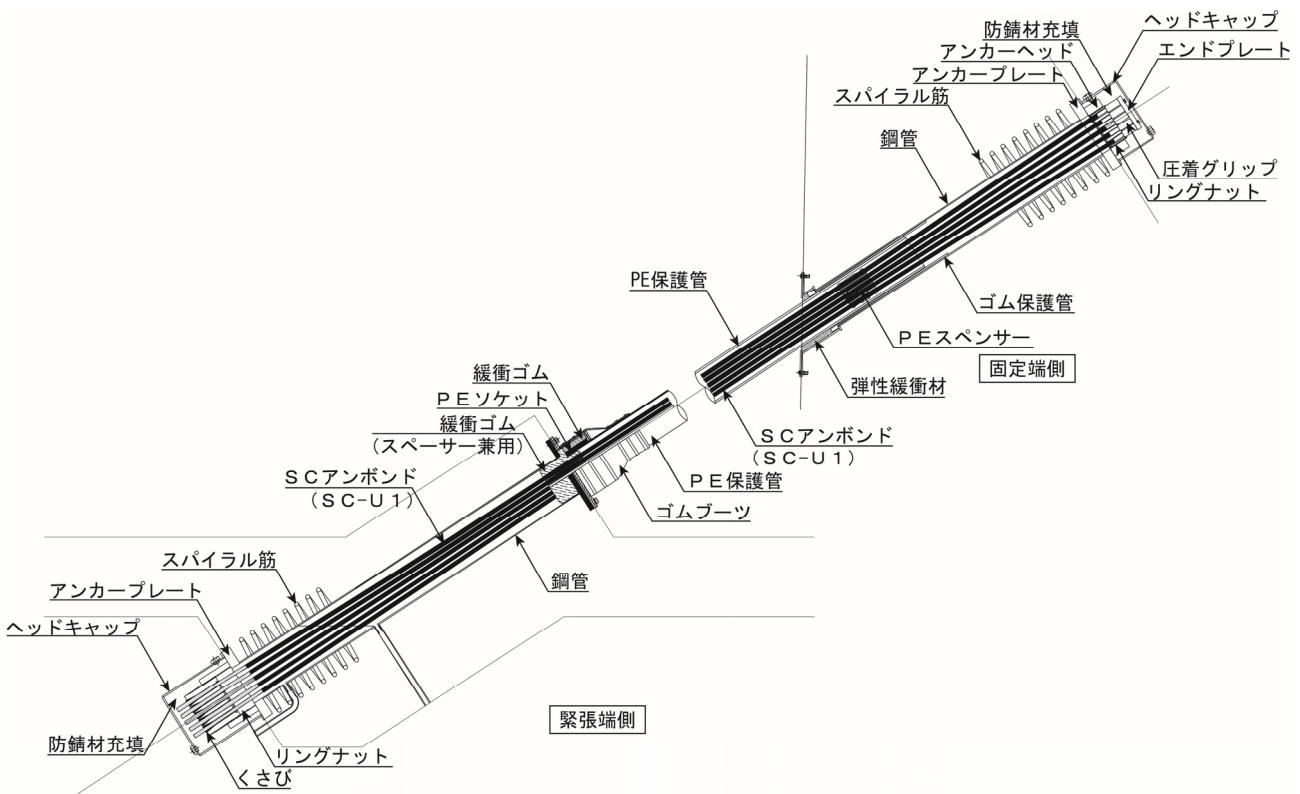 ヘッドキャップ
防錆材充填
アンカーヘッド
エンドプレート
アンカープレート
スパイラル筋
鋼管
圧着グリップ
リングナット
PE保護管
ゴム保護管
ＰＥスペンサー
固定端側
弾性緩衝材
緩衝ゴム
ＰＥソケット
緩衝ゴム
（スペーサー兼用）
ＳＣアンボンド
（ＳＣ-Ｕ１）
ＳＣアンボンド
（ＳＣ-Ｕ１）
ＰＥ保護管
ゴムブーツ
鋼管
スパイラル筋
アンカープレート
ヘッドキャップ
緊張端側
防錆材充填
リングナット
くさび